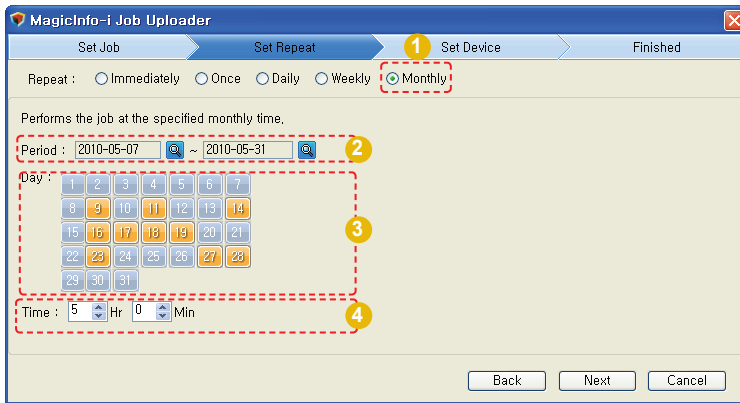 MagicInfo-i Job Uploader
Set Job Set Repeat 1 Set Device Finished
Repeat : Immediately Once Daily Weekly Monthly
Performs the job at the specified monthly time,
Period : 2010-05-07 ~ 2010-05-31 2
Day :
1 2 3 4 5 6 7
8 9 10 11 12 13 14
15 16 17 18 19 20 21 3
22 23 24 25 26 27 28
29 30 31
Time : 5 Hr 0 Min 4
Back Next Cancel